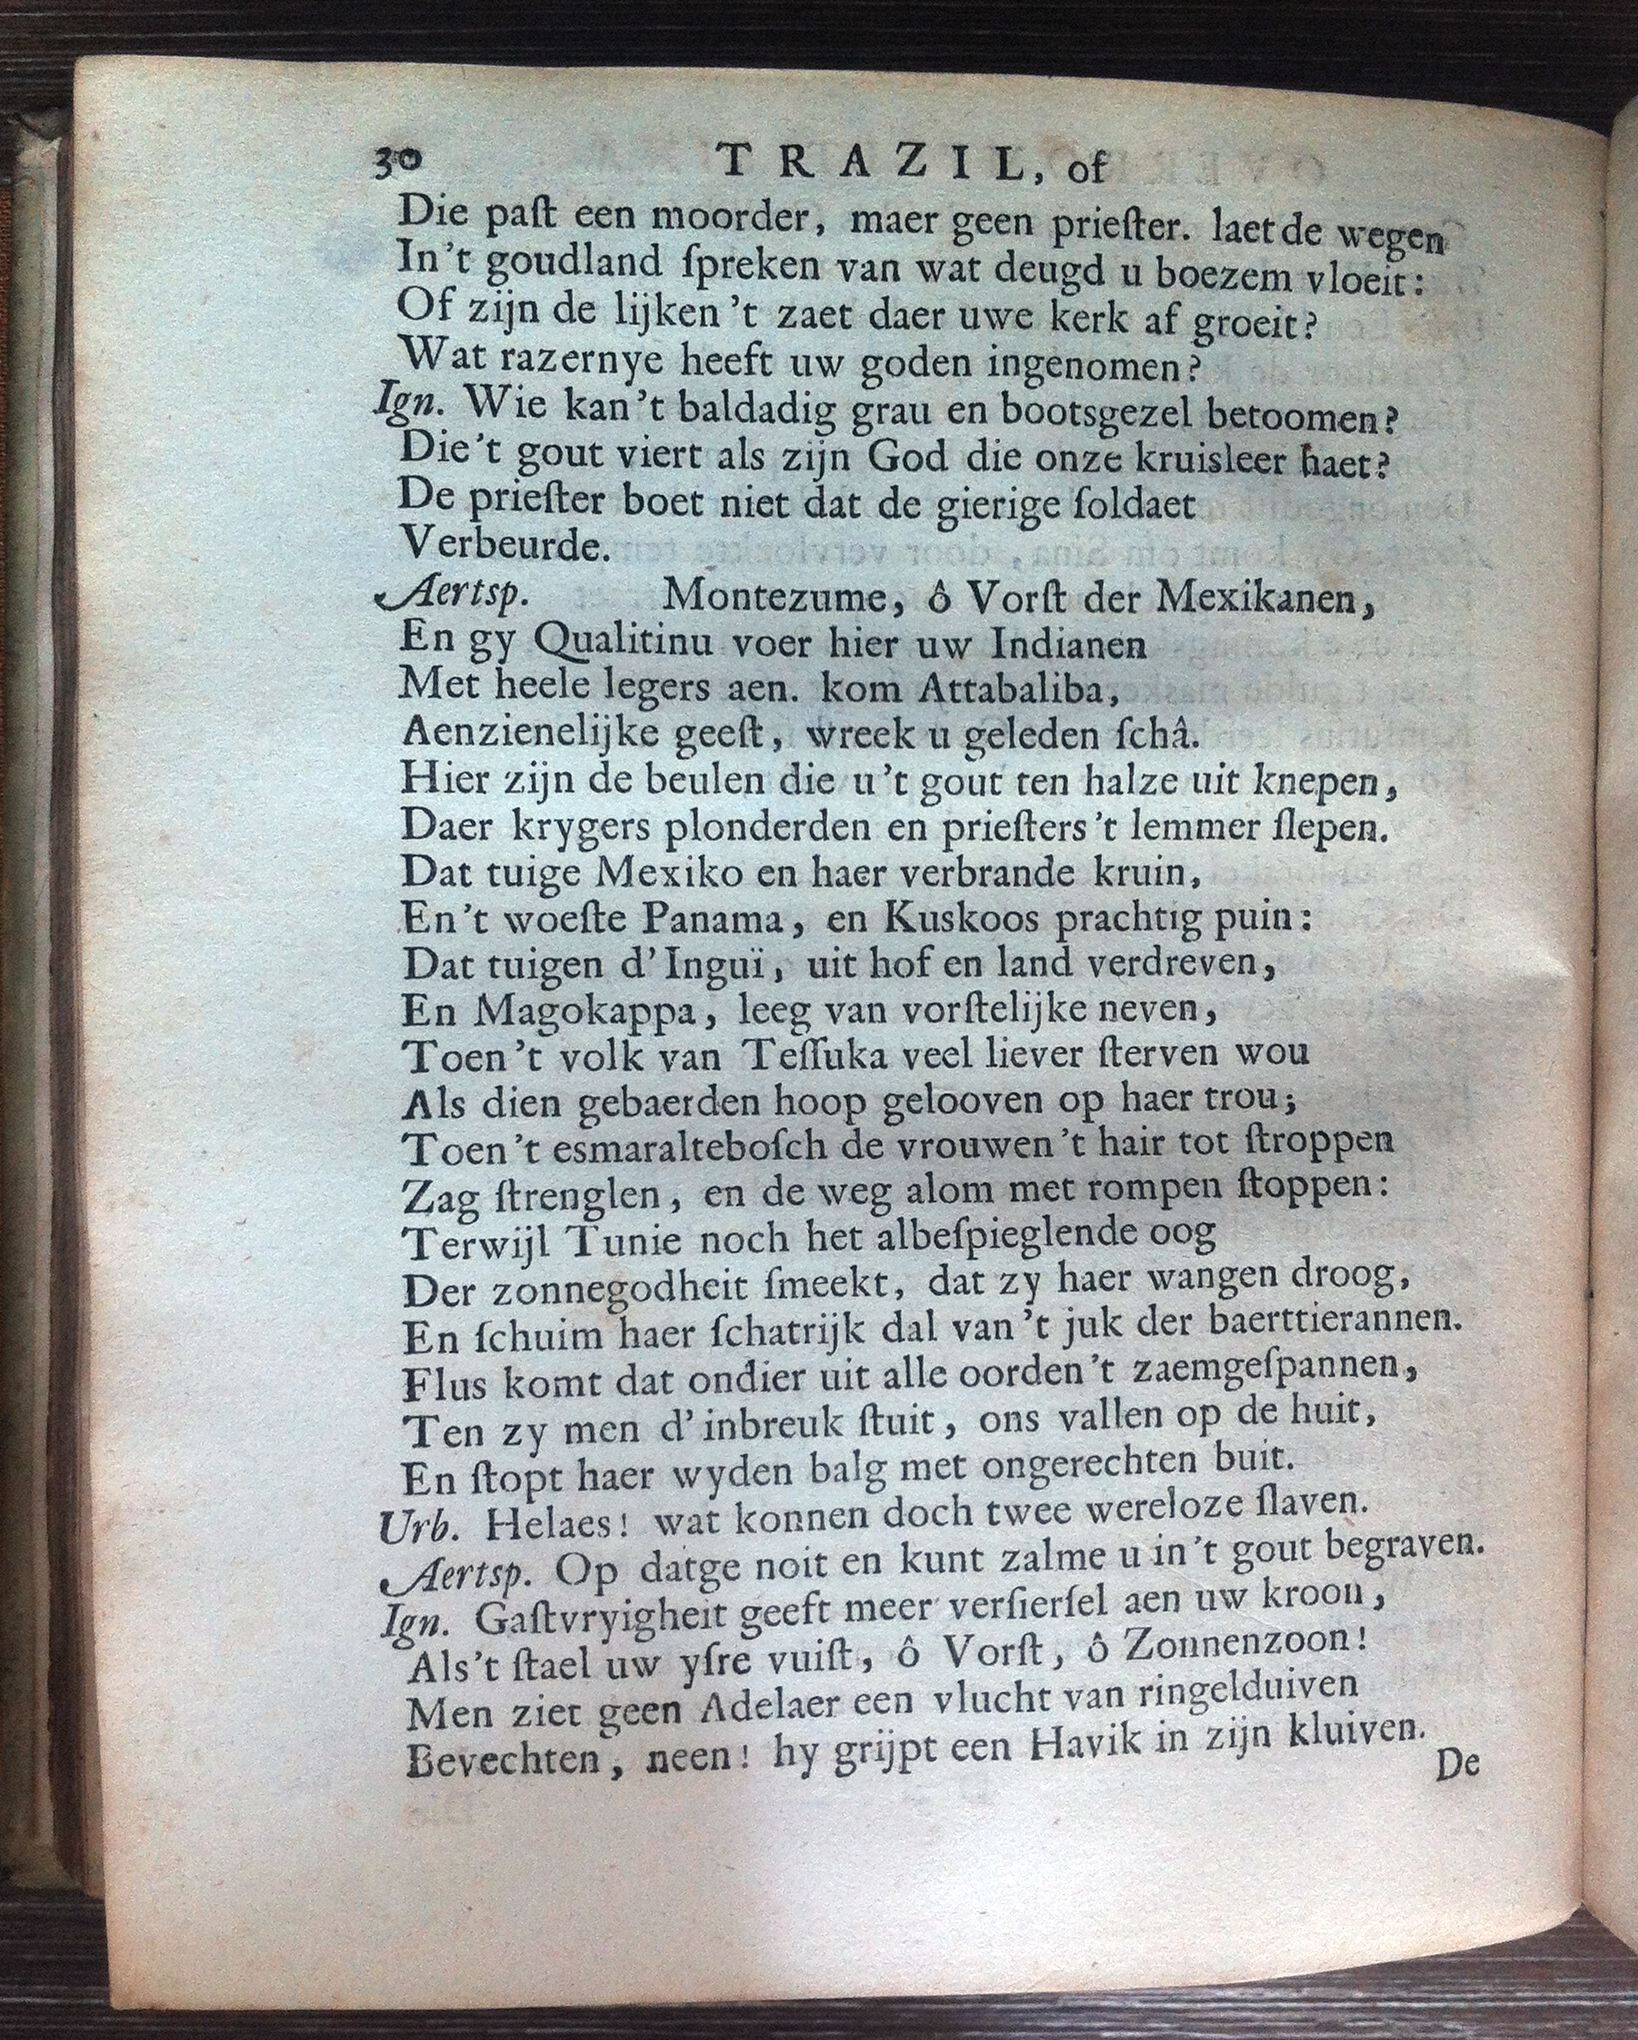 30 TRAZIL, of
Die paſt een moorder, maer geen prieſter. laet de wegen
In 't goudland ſpreken van wat deugd u boezem vloeit:
Of zijn de lijken 't zaet daer uwe kerk af groeit?
Wat razernye heeft uw goden ingenomen?
Ign. Wie kan 't baldadig grau en bootsgezel betoomen?
Die 't gout viert als zijn God die onze kruisleer haet?
De prieſter boet niet dat de gierige ſoldaet
Verbeurde.
Aertsp. Montezume, ô Vorſt der Mexikanen,
En gy Qualitinu voer hier uw Indianen
Met heele legers aen. kom Attabaliba,
Aenzienelijke geeſt, wreek u geleden ſchâ.
Hier zijn de beulen die u 't gout ten halze uit knepen,
Daer krygers plonderden en prieſters 't lemmer ſlepen.
Dat tuige Mexiko en haer verbrande kruin,
En 't woeſte Panama, en Kuskoos prachtig puin:
Dat tuigen d' Inguï, uit hof en land verdreven,
En Magokappa, leeg van vorſtelijke neven,
Toen 't volk van Teſſuka veel liever ſterven wou
Als dien gebaerden hoop gelooven op haer trou;
Toen 't esmaralteboſch de vrouwen 't hair tot ſtroppen
Zag ſtrenglen, en de weg alom met rompen ſtoppen:
Terwijl Tunie noch het albeſpieglende oog
Der zonnegodheit ſmeekt, dat zy haer wangen droog,
En ſchuim haer ſchatrijk dal van 't juk der baerttierannen.
Flus komt dat ondier uit alle oorden 't zaemgeſpannen,
Ten zy men d' inbreuk ſtuit, ons vallen op de huit,
En ſtopt haer wyden balg met ongerechten buit.
Urb. Helaes! wat konnen doch twee wereloze ſlaven.
Aertsp. Op datge noit en kunt zalme u in 't gout begraven.
Ign. Gaſtvryigheit geeft meer verſierſel aen uw kroon,
Als 't ſtael uw yſre vuiſt, ô Vorſt, ô Zonnenzoon!
Men ziet geen Adelaer een vlucht van ringelduiven
Bevechten, neen! hy grijpt een Havik in zijn kluiven.
De